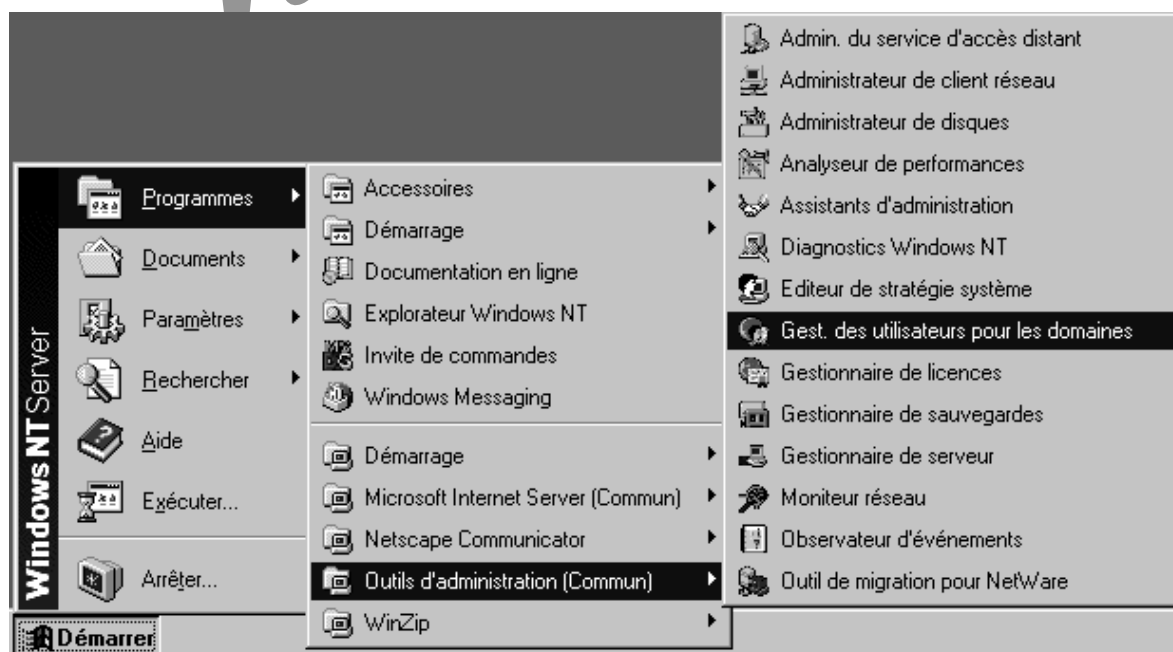 Windows NT Server
Programmes
Documents
Paramètres
Rechercher
Aide
Exécuter...
Arrêter...
Démarrer
Accessoires
Démarrage
Documentation en ligne
Explorateur Windows NT
Invite de commandes
Windows Messaging
Démarrage
Microsoft Internet Server (Commun)
Netscape Communicator
Outils d'administration (Commun)
WinZip
Admin. du service d'accès distant
Administrateur de client réseau
Administrateur de disques
Analyseur de performances
Assistants d'administration
Diagnostics Windows NT
Editeur de stratégie système
Gest. des utilisateurs pour les domaines
Gestionnaire de licences
Gestionnaire de sauvegardes
Gestionnaire de serveur
Moniteur réseau
Observateur d'événements
Outil de migration pour NetWare